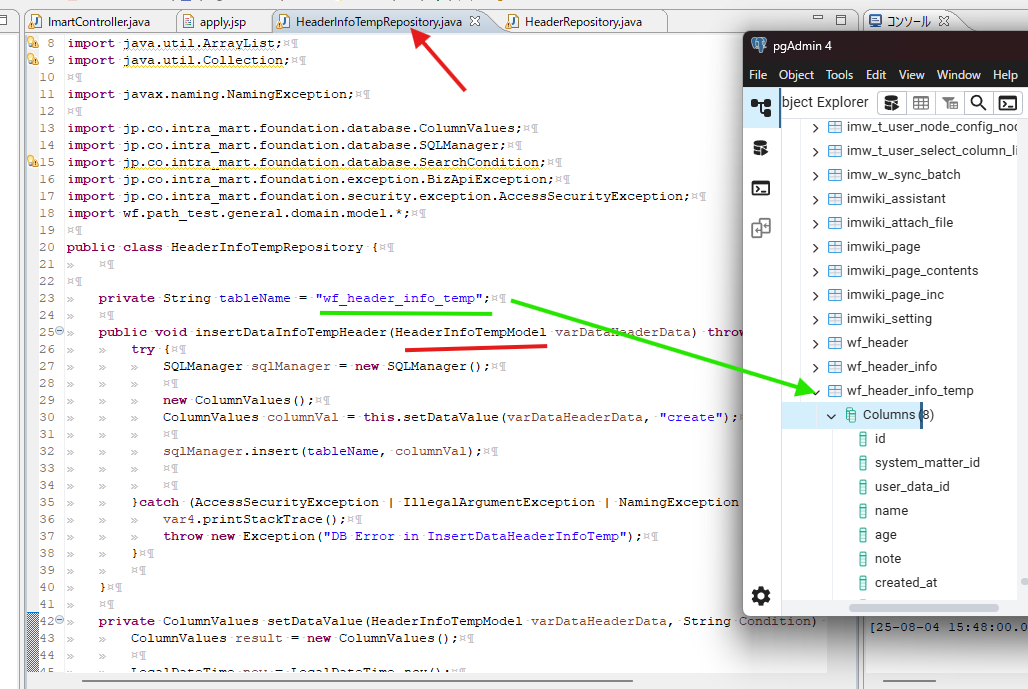 ImartController.java
apply.jsp
HeaderInfoTempRepository.java
HeaderRepository.java
コンソール
8 import java.util.ArrayList;
9 import java.util.Collection;
10
11 import javax.naming.NamingException;
12
13 import jp.co.intra_mart.foundation.database.ColumnValues;
14 import jp.co.intra_mart.foundation.database.SQLManager;
15 import jp.co.intra_mart.foundation.database.SearchCondition;
16 import jp.co.intra_mart.foundation.exception.BizApiException;
17 import jp.co.intra_mart.foundation.security.exception.AccessSecurityException;
18 import wf.path_test.general.domain.model.*;
19
20 public class HeaderInfoTempRepository {
21
22
23 private String tableName = "wf_header_info_temp";
24
25 public void insertDataInfoTempHeader(HeaderInfoTempModel varDataHeaderData) throw
26 try {
27 SQLManager sqlManager = new SQLManager();
28
29 new ColumnValues();
30 ColumnValues columnVal = this.setDataValue(varDataHeaderData, "create");
31
32 sqlManager.insert(tableName, columnVal);
33
34
35 }catch (AccessSecurityException | IllegalArgumentException | NamingException
36 var4.printStackTrace();
37 throw new Exception("DB Error in InsertDataHeaderInfoTemp");
38 }
39
40 }
41
42 private ColumnValues setDataValue(HeaderInfoTempModel varDataHeaderData, String Condition)
43 ColumnValues result = new ColumnValues();
44
45 LocalDateTime now = LocalDateTime.now();
pgAdmin 4
File Object Tools Edit View Window Help
bject Explorer
imw_t_user_node_config_nod
imw_t_user_select_column_li
imw_w_sync_batch
imwiki_assistant
imwiki_attach_file
imwiki_page
imwiki_page_contents
imwiki_page_inc
imwiki_setting
wf_header
wf_header_info
wf_header_info_temp
Columns (8)
id
system_matter_id
user_data_id
name
age
note
created_at
[25-08-04 15:48:00.0